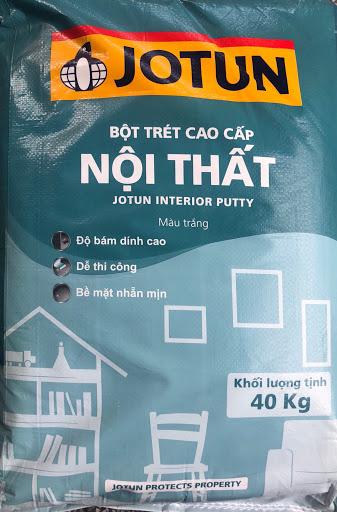 JOTUN
BỘT TRÉT CAO CẤP
NỘI THẤT
JOTUN INTERIOR PUTTY
Màu trắng
Độ bám dính cao
Dễ thi công
Bề mặt nhẵn mịn
Khối lượng tịnh
40 Kg
JOTUN PROTECTS PROPERTY